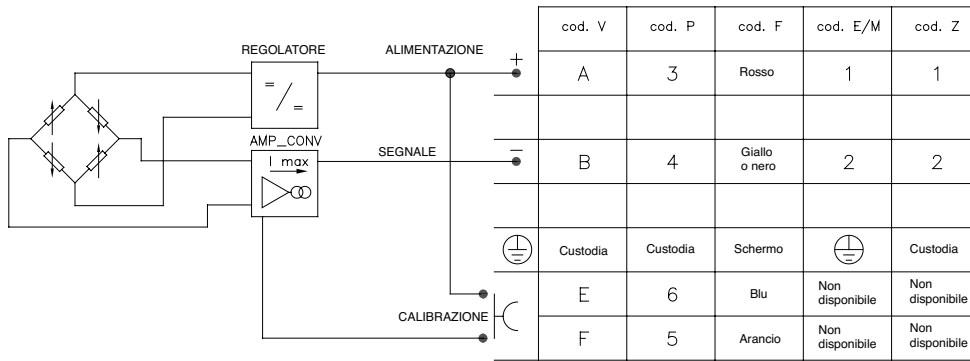 cod. V cod. P cod. F cod. E/M cod. Z
REGOLATORE ALIMENTAZIONE
+ A 3 Rosso 1 1
= / =
AMP_CONV
I max
SEGNALE
− B 4 Giallo o nero 2 2
Custodia Custodia Schermo Custodia
CALIBRAZIONE
E 6 Blu Non disponibile Non disponibile
F 5 Arancio Non disponibile Non disponibile